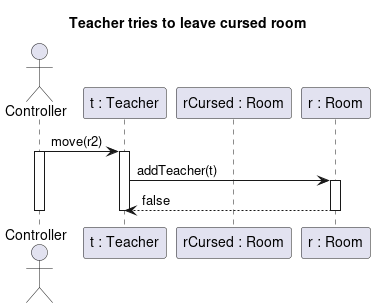 Teacher tries to leave cursed room
Controller
t : Teacher
rCursed : Room
r : Room
move(r2)
addTeacher(t)
false
Controller
t : Teacher
rCursed : Room
r : Room